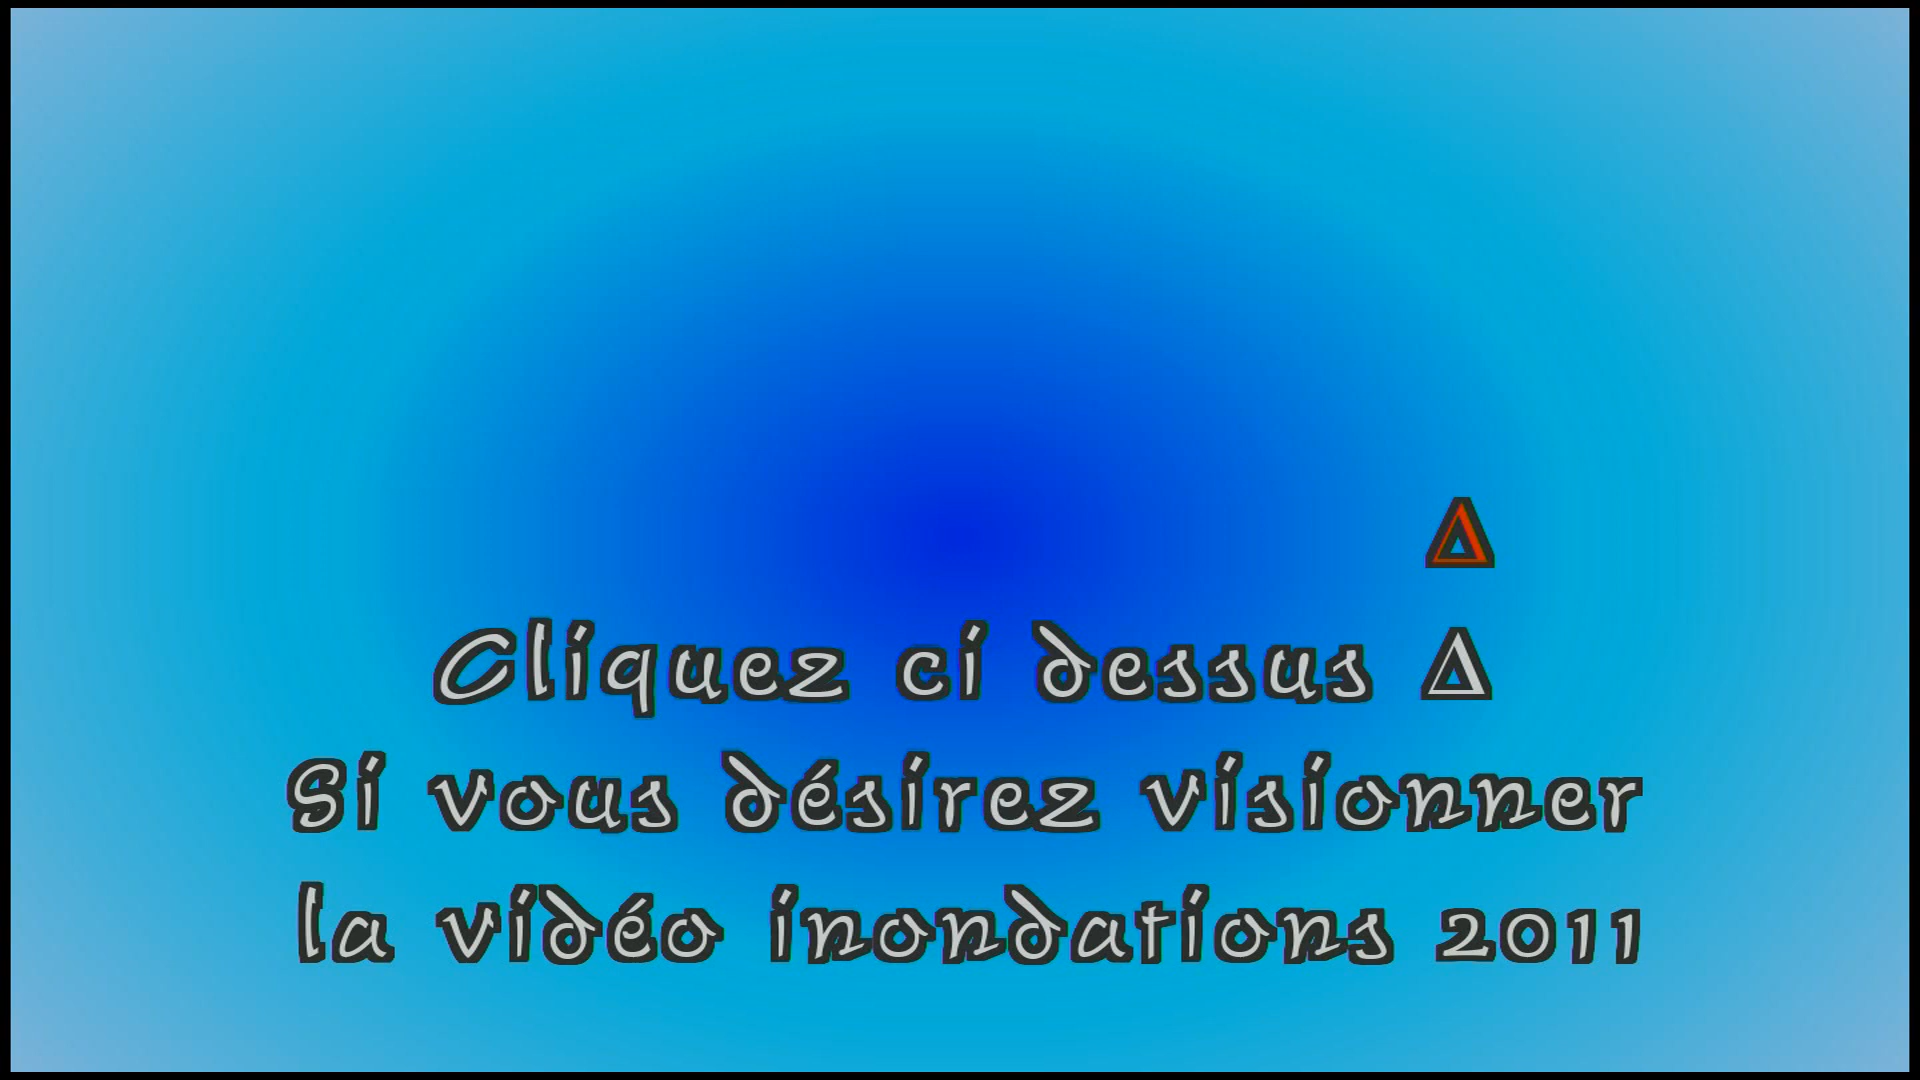 Δ
Cliquez ci dessus Δ
Si vous désirez visionner
la vidéo inondations 2011